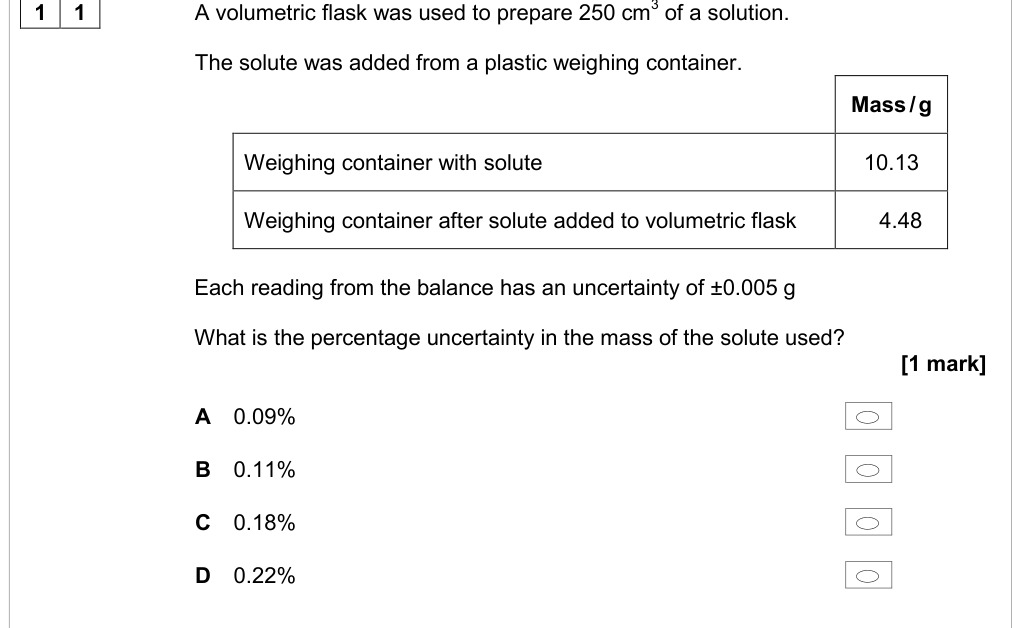 1 1 A volumetric flask was used to prepare 250 cm³ of a solution.
The solute was added from a plastic weighing container.
Mass / g
Weighing container with solute 10.13
Weighing container after solute added to volumetric flask 4.48
Each reading from the balance has an uncertainty of ±0.005 g
What is the percentage uncertainty in the mass of the solute used?
[1 mark]
A 0.09%
B 0.11%
C 0.18%
D 0.22%